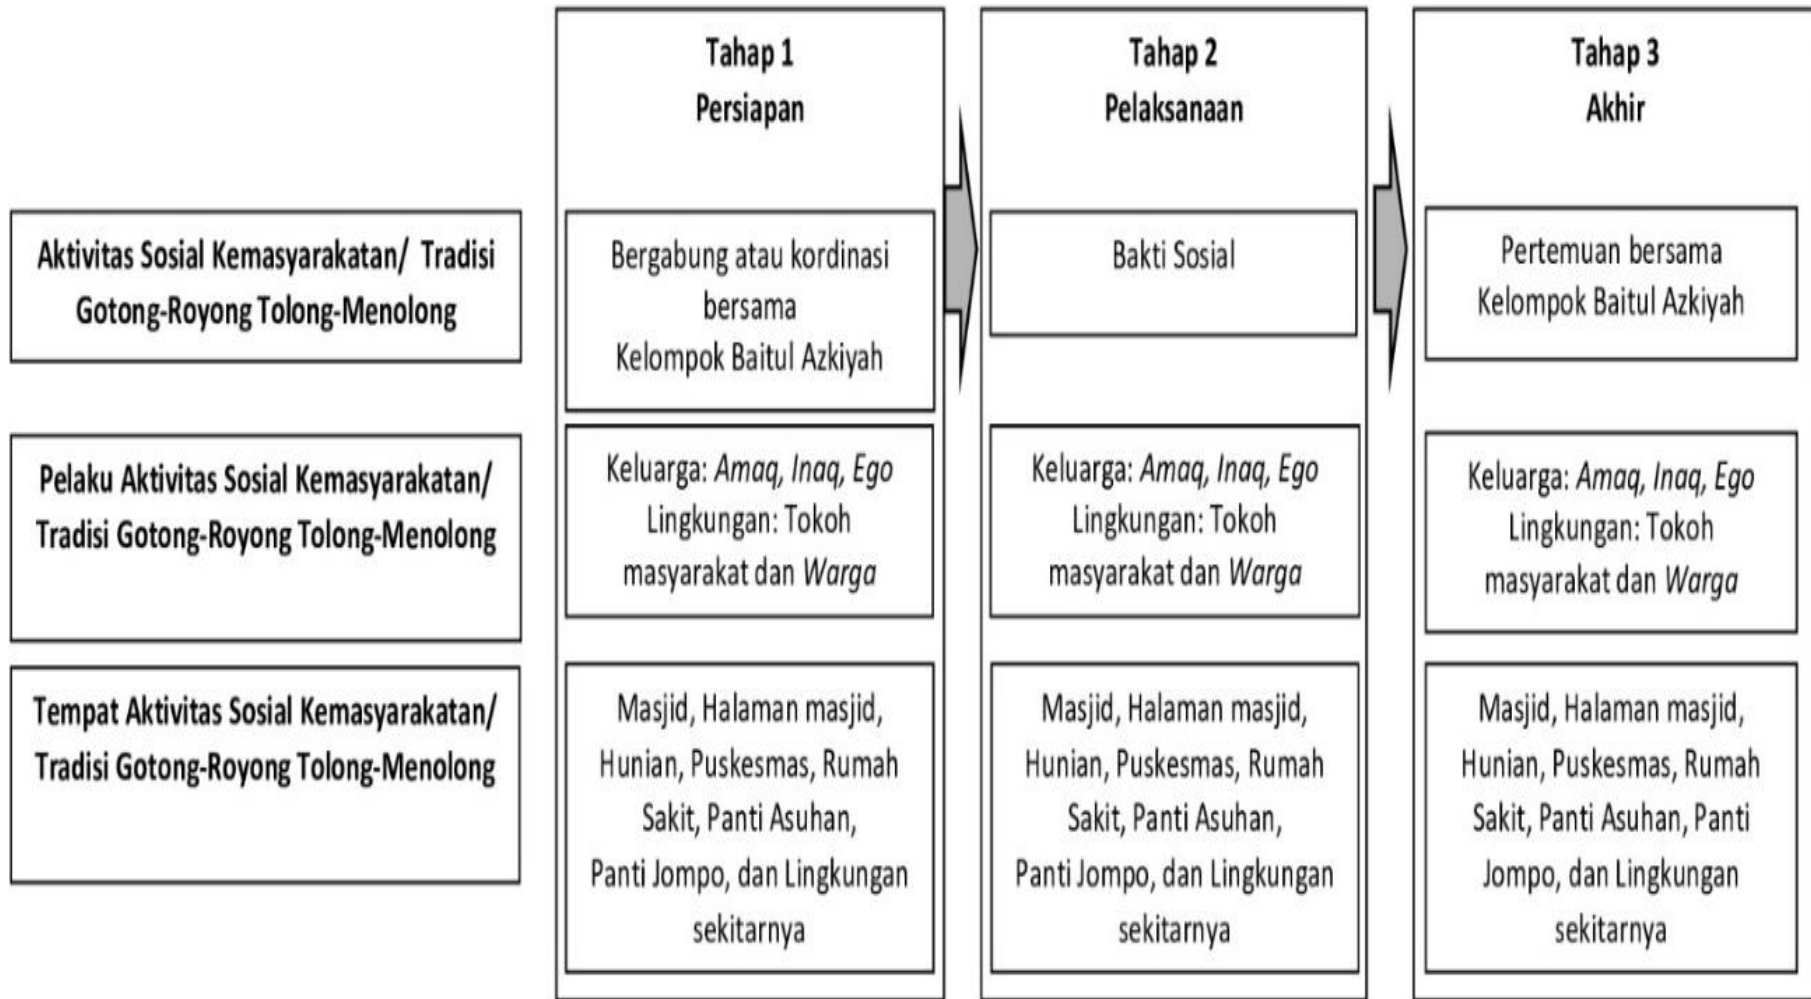 Tahap 1
Persiapan
Tahap 2
Pelaksanaan
Tahap 3
Akhir
Aktivitas Sosial Kemasyarakatan/ Tradisi
Gotong-Royong Tolong-Menolong
Bergabung atau kordinasi
bersama
Kelompok Baitul Azkiyah
Bakti Sosial
Pertemuan bersama
Kelompok Baitul Azkiyah
Pelaku Aktivitas Sosial Kemasyarakatan/
Tradisi Gotong-Royong Tolong-Menolong
Keluarga: Amaq, Inaq, Ego
Lingkungan: Tokoh
masyarakat dan Warga
Keluarga: Amaq, Inaq, Ego
Lingkungan: Tokoh
masyarakat dan Warga
Keluarga: Amaq, Inaq, Ego
Lingkungan: Tokoh
masyarakat dan Warga
Tempat Aktivitas Sosial Kemasyarakatan/
Tradisi Gotong-Royong Tolong-Menolong
Masjid, Halaman masjid,
Hunian, Puskesmas, Rumah
Sakit, Panti Asuhan,
Panti Jompo, dan Lingkungan
sekitarnya
Masjid, Halaman masjid,
Hunian, Puskesmas, Rumah
Sakit, Panti Asuhan,
Panti Jompo, dan Lingkungan
sekitarnya
Masjid, Halaman masjid,
Hunian, Puskesmas, Rumah
Sakit, Panti Asuhan, Panti
Jompo, dan Lingkungan
sekitarnya